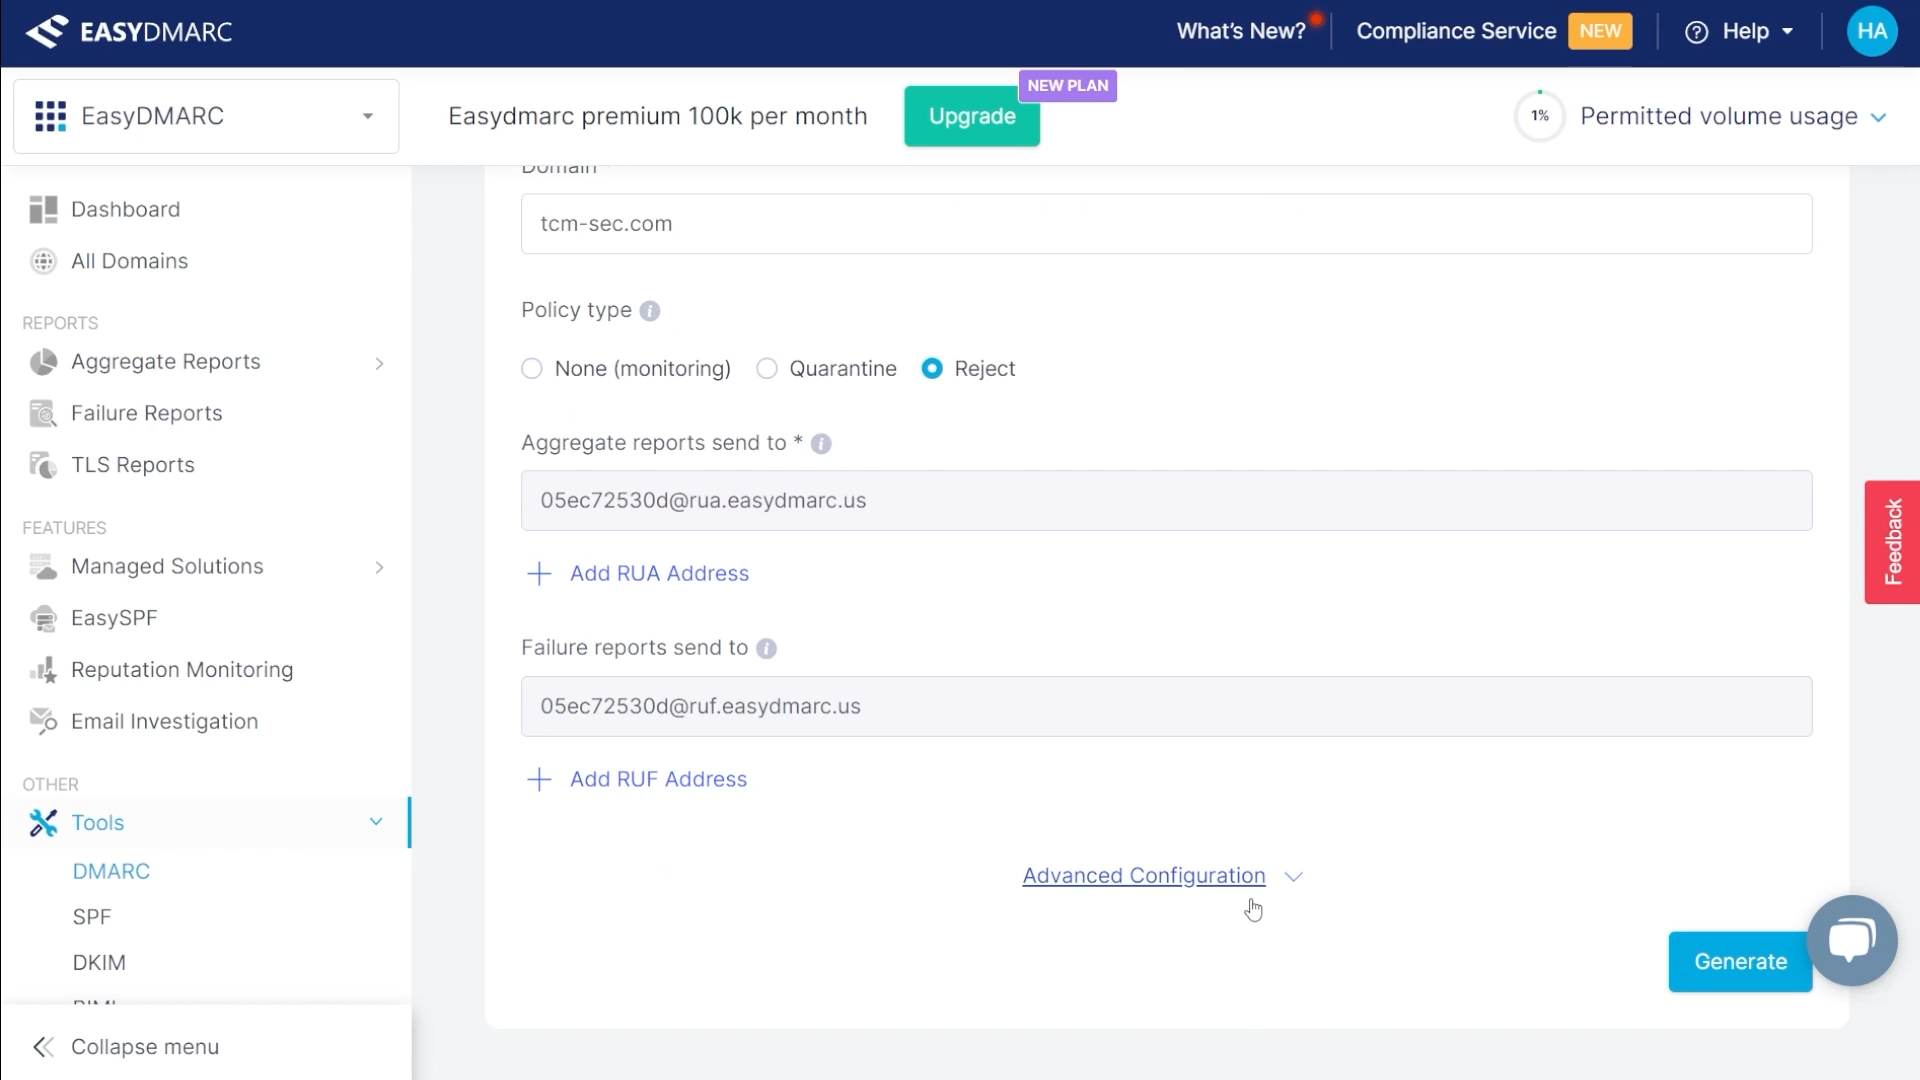 EASYDMARC
What's New?
Compliance Service
NEW
Help
HA
EasyDMARC
Easydmarc premium 100k per month
Upgrade
NEW PLAN
1%
Permitted volume usage
Dashboard
All Domains
REPORTS
Aggregate Reports
Failure Reports
TLS Reports
FEATURES
Managed Solutions
EasySPF
Reputation Monitoring
Email Investigation
OTHER
Tools
DMARC
SPF
DKIM
BIMI
Collapse menu
Domain
tcm-sec.com
Policy type
None (monitoring)
Quarantine
Reject
Aggregate reports send to *
05ec72530d@rua.easydmarc.us
Add RUA Address
Failure reports send to
05ec72530d@ruf.easydmarc.us
Add RUF Address
Advanced Configuration
Generate
Feedback